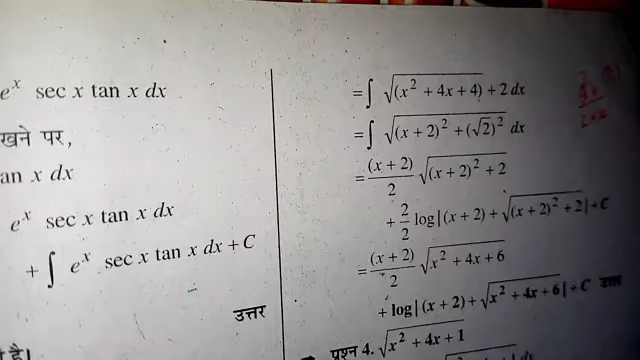 e^x sec x tan x dx
खने पर,
an x dx
e^x sec x tan x dx
+ ∫ e^x sec x tan x dx + C
उत्तर
है।
= ∫ √(x² + 4x + 4) + 2 dx
= ∫ √(x + 2)² + (√2)² dx
= (x + 2)/2 √(x + 2)² + 2
+ 2/2 log | (x + 2) + √(x + 2)² + 2 | + C
= (x + 2)/2 √x² + 4x + 6
+ log | (x + 2) + √x² + 4x + 6 | + C उत्तर
प्रश्न 4. √x² + 4x + 1